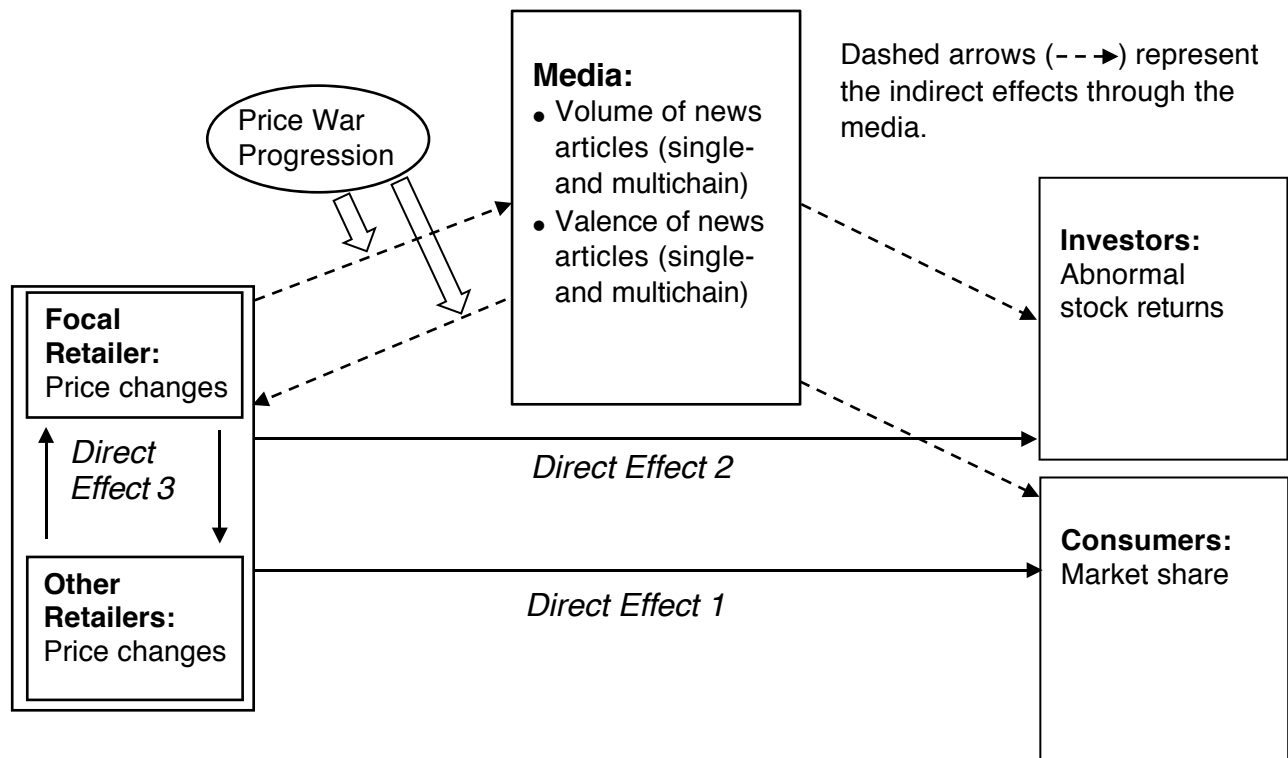 Price War
Progression
Media:
• Volume of news
articles (single-
and multichain)
• Valence of news
articles (single-
and multichain)
Dashed arrows (- - →) represent
the indirect effects through the
media.
Focal
Retailer:
Price changes
Direct
Effect 3
Other
Retailers:
Price changes
Direct Effect 2
Direct Effect 1
Investors:
Abnormal
stock returns
Consumers:
Market share